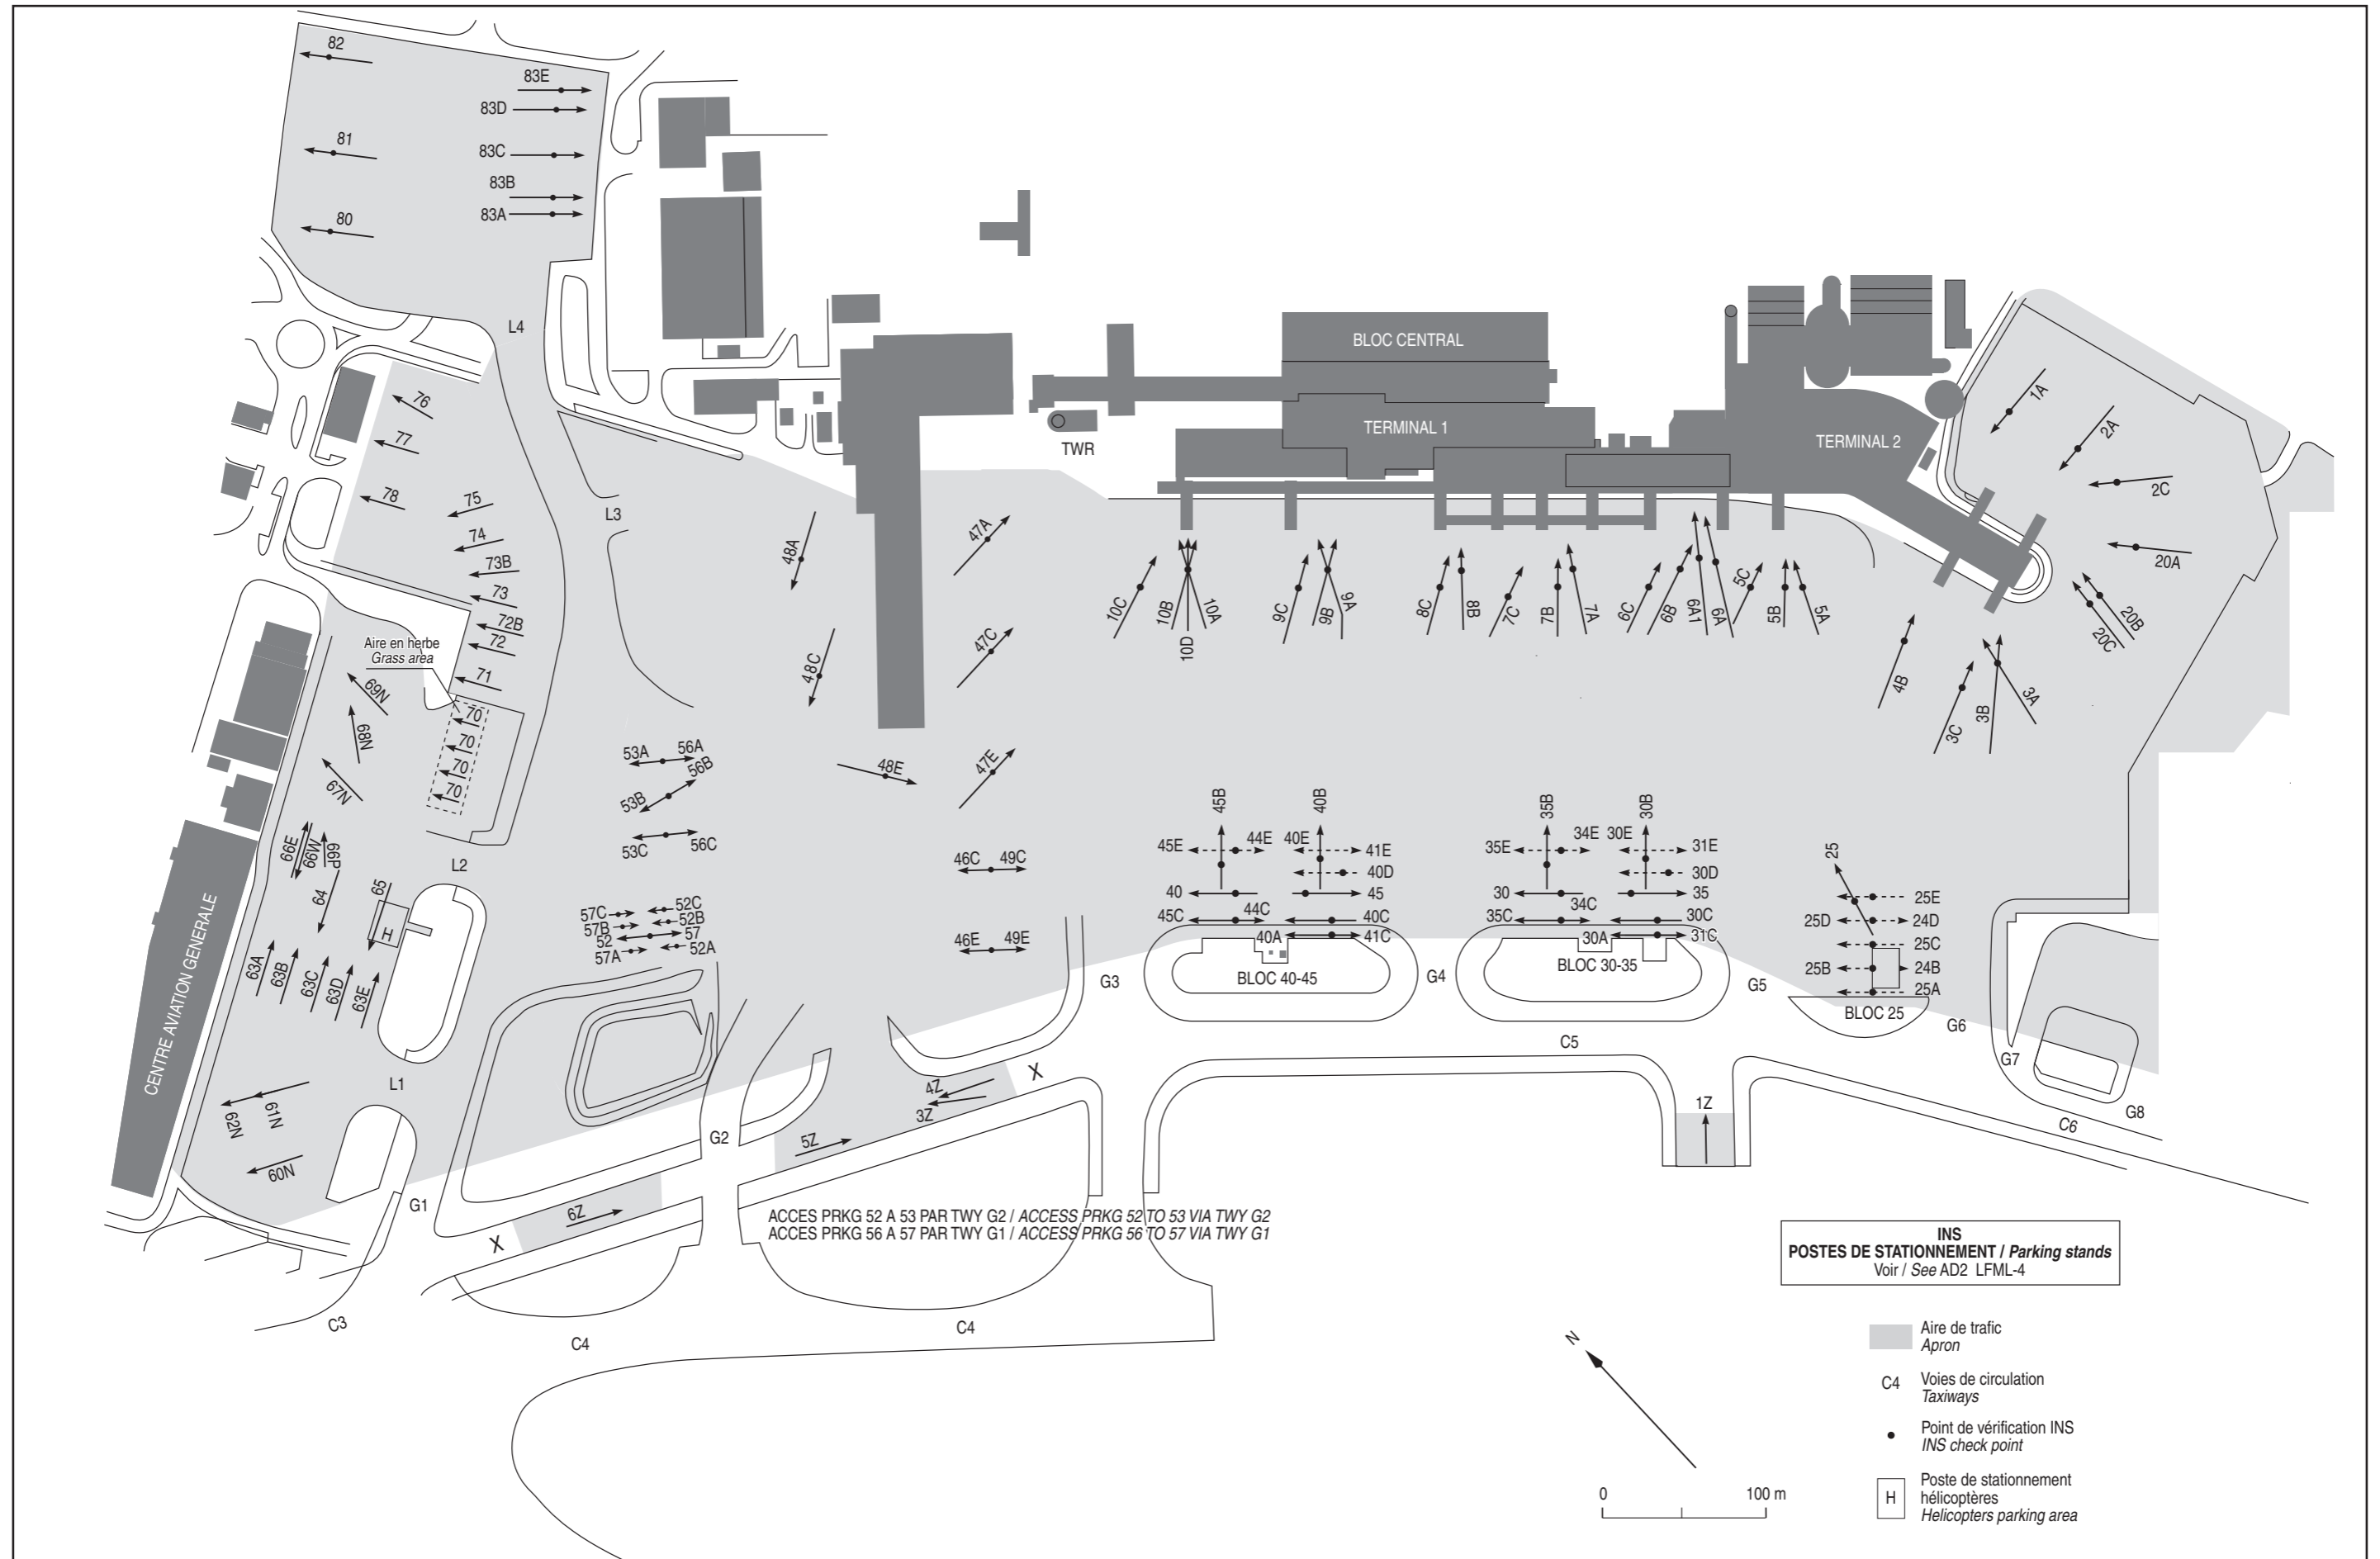 82
83E
83D
81
83C
83B
83A
80
L4
BLOC CENTRAL
TERMINAL 1
TERMINAL 2
TWR
76
77
78
75
74
73B
73
72B
72
71
L3
Aire en herbe
Grass area
70
70
70
70
69N
68N
67N
66E
66W
66P
64
65
H
L2
63A
63B
63C
63D
63E
CENTRE AVIATION GENERALE
L1
61N
62N
60N
G1
C3
48A
48C
48E
47A
47C
47E
53A
56A
56B
53B
53C
56C
57C
52C
57B
52B
52
57
57A
52A
46C
49C
46E
49E
10C
10B
10D
10A
9C
9B
9A
8C
8B
7C
7B
7A
6C
6B
6A1
6A
5C
5B
5A
1A
2A
2C
20A
20B
20C
4B
3C
3B
3A
45B
40B
45E
44E
40E
41E
40D
40
45
45C
44C
40C
40A
41C
BLOC 40-45
35B
30B
35E
34E
30E
31E
30D
30
35
34C
35C
30C
30A
31C
BLOC 30-35
25
25E
25D
24D
25C
25B
24B
25A
BLOC 25
G3
G4
G5
G6
G7
G8
C5
C6
X
4Z
3Z
5Z
1Z
G2
6Z
X
ACCES PRKG 52 A 53 PAR TWY G2 / ACCESS PRKG 52 TO 53 VIA TWY G2
ACCES PRKG 56 A 57 PAR TWY G1 / ACCESS PRKG 56 TO 57 VIA TWY G1
C4
C4
INS
POSTES DE STATIONNEMENT / Parking stands
Voir / See AD2 LFML-4
N
0 100 m
Aire de trafic
Apron
C4
Voies de circulation
Taxiways
Point de vérification INS
INS check point
H
Poste de stationnement
hélicoptères
Helicopters parking area